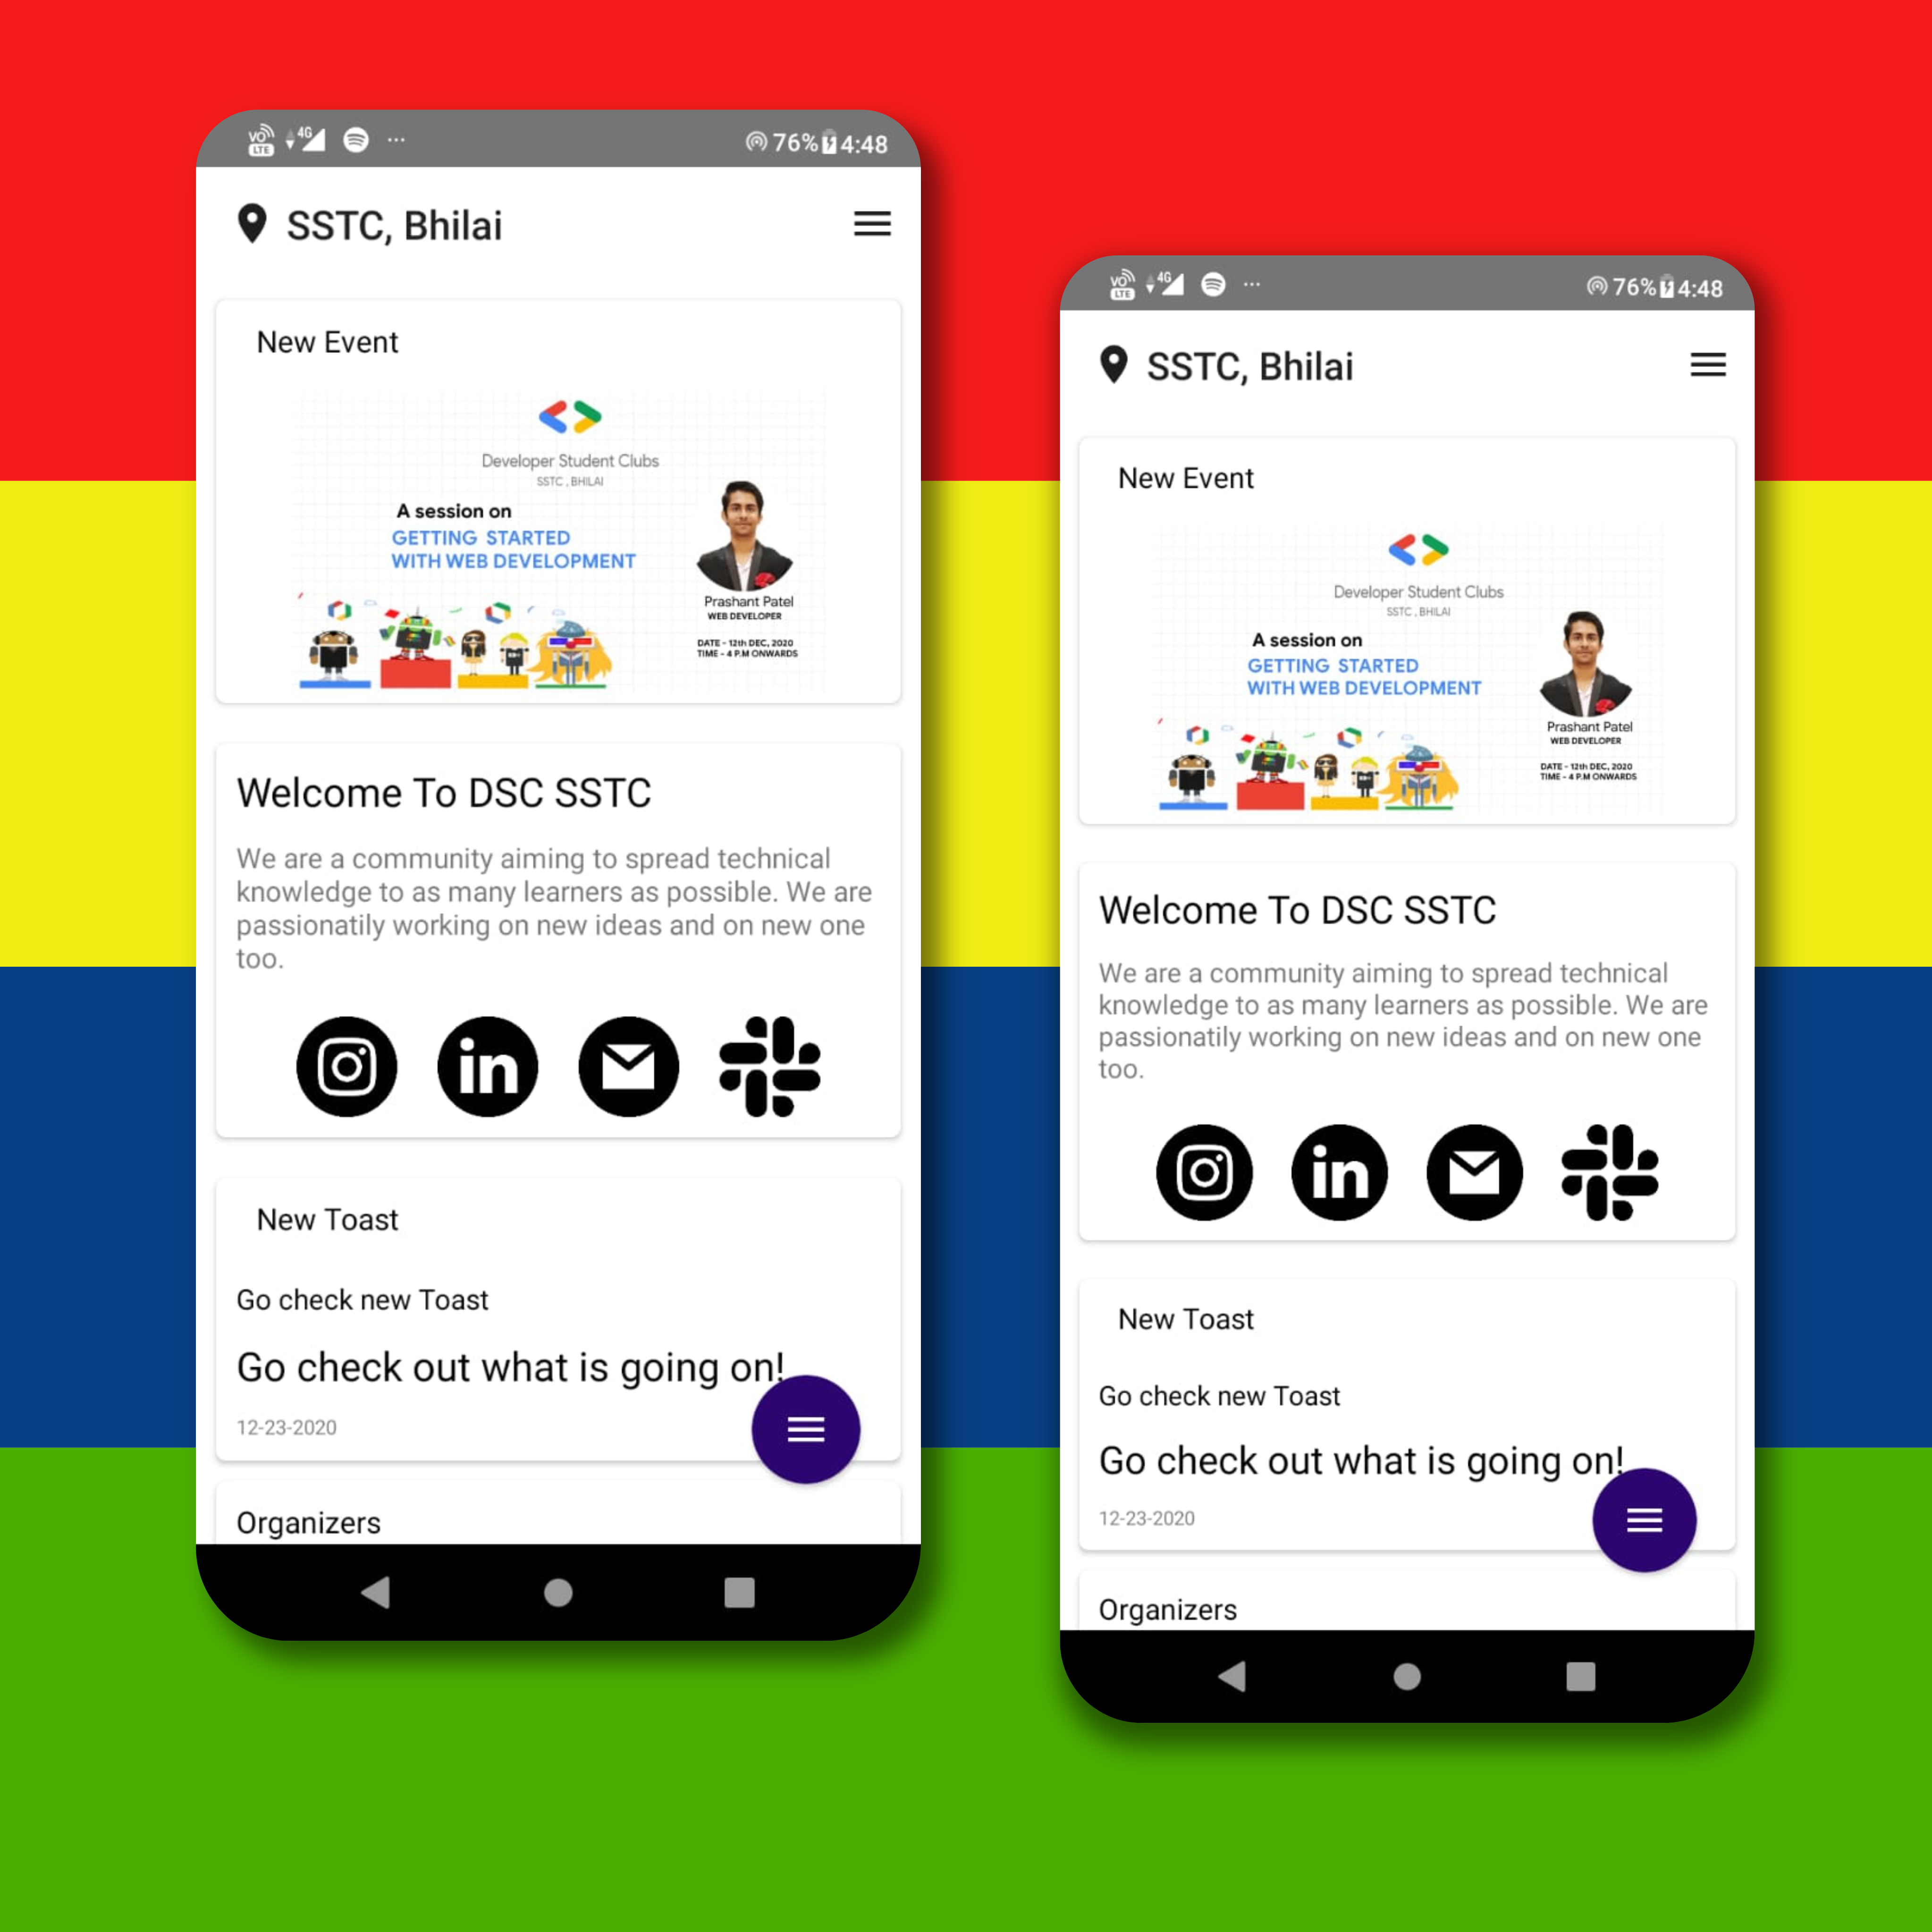 VO LTE 4G ... 76% 4:48
SSTC, Bhilai
New Event
Developer Student Clubs
SSTC , BHILAI
A session on
GETTING STARTED
WITH WEB DEVELOPMENT
Prashant Patel
WEB DEVELOPER
DATE - 12th DEC, 2020
TIME - 4 P.M ONWARDS
Welcome To DSC SSTC
We are a community aiming to spread technical
knowledge to as many learners as possible. We are
passionatily working on new ideas and on new one
too.
in
New Toast
Go check new Toast
Go check out what is going on!
12-23-2020
Organizers
VO LTE 4G ... 76% 4:48
SSTC, Bhilai
New Event
Developer Student Clubs
SSTC , BHILAI
A session on
GETTING STARTED
WITH WEB DEVELOPMENT
Prashant Patel
WEB DEVELOPER
DATE - 12th DEC, 2020
TIME - 4 P.M ONWARDS
Welcome To DSC SSTC
We are a community aiming to spread technical
knowledge to as many learners as possible. We are
passionatily working on new ideas and on new one
too.
in
New Toast
Go check new Toast
Go check out what is going on!
12-23-2020
Organizers